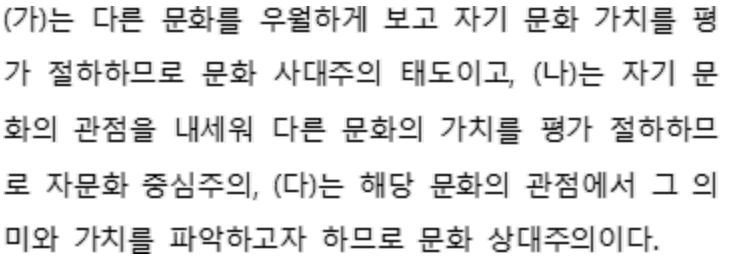 (가)는 다른 문화를 우월하게 보고 자기 문화 가치를 평
가 절하하므로 문화 사대주의 태도이고, (나)는 자기 문
화의 관점을 내세워 다른 문화의 가치를 평가 절하하므
로 자문화 중심주의, (다)는 해당 문화의 관점에서 그 의
미와 가치를 파악하고자 하므로 문화 상대주의이다.